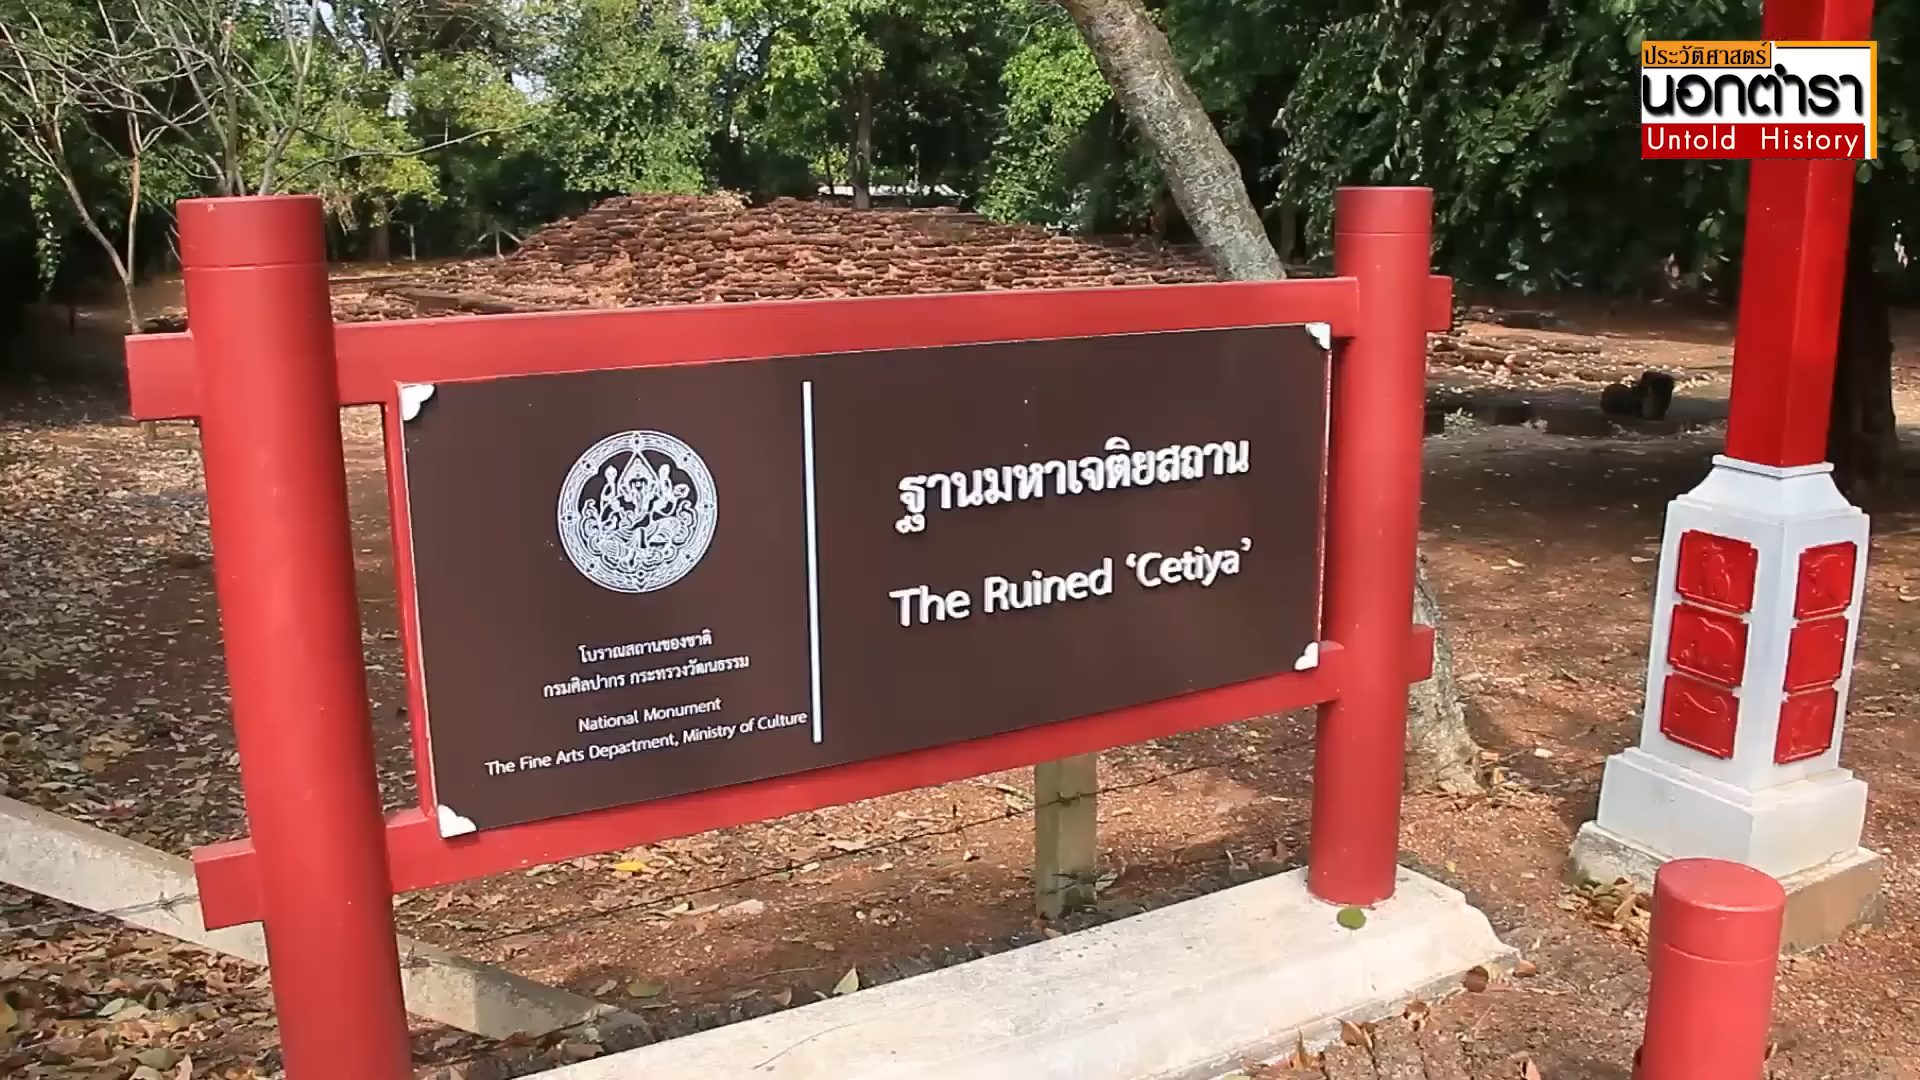 ประวัติศาสตร์
นอกตำรา
Untold History
ฐานมหาเจติยสถาน
The Ruined ‘Cetiya’
โบราณสถานของชาติ
กรมศิลปากร กระทรวงวัฒนธรรม
National Monument
The Fine Arts Department, Ministry of Culture